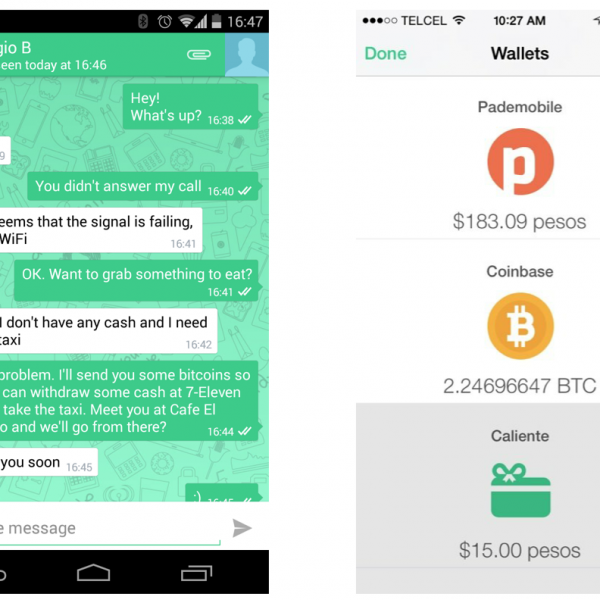 16:47
gio B
een today at 16:46
Hey!
What's up? 16:38
9
You didn't answer my call 16:40
eems that the signal is failing,
WiFi
16:41
OK. Want to grab something to eat?
16:41
I don't have any cash and I need
taxi 16:42
problem. I'll send you some bitcoins so
can withdraw some cash at 7-Eleven
take the taxi. Meet you at Cafe El
o and we'll go from there? 16:44
you soon 16:45
:) 16:45
e message
TELCEL 10:27 AM
Done Wallets
Pademobile
p
$183.09 pesos
Coinbase
2.24696647 BTC
Caliente
$15.00 pesos